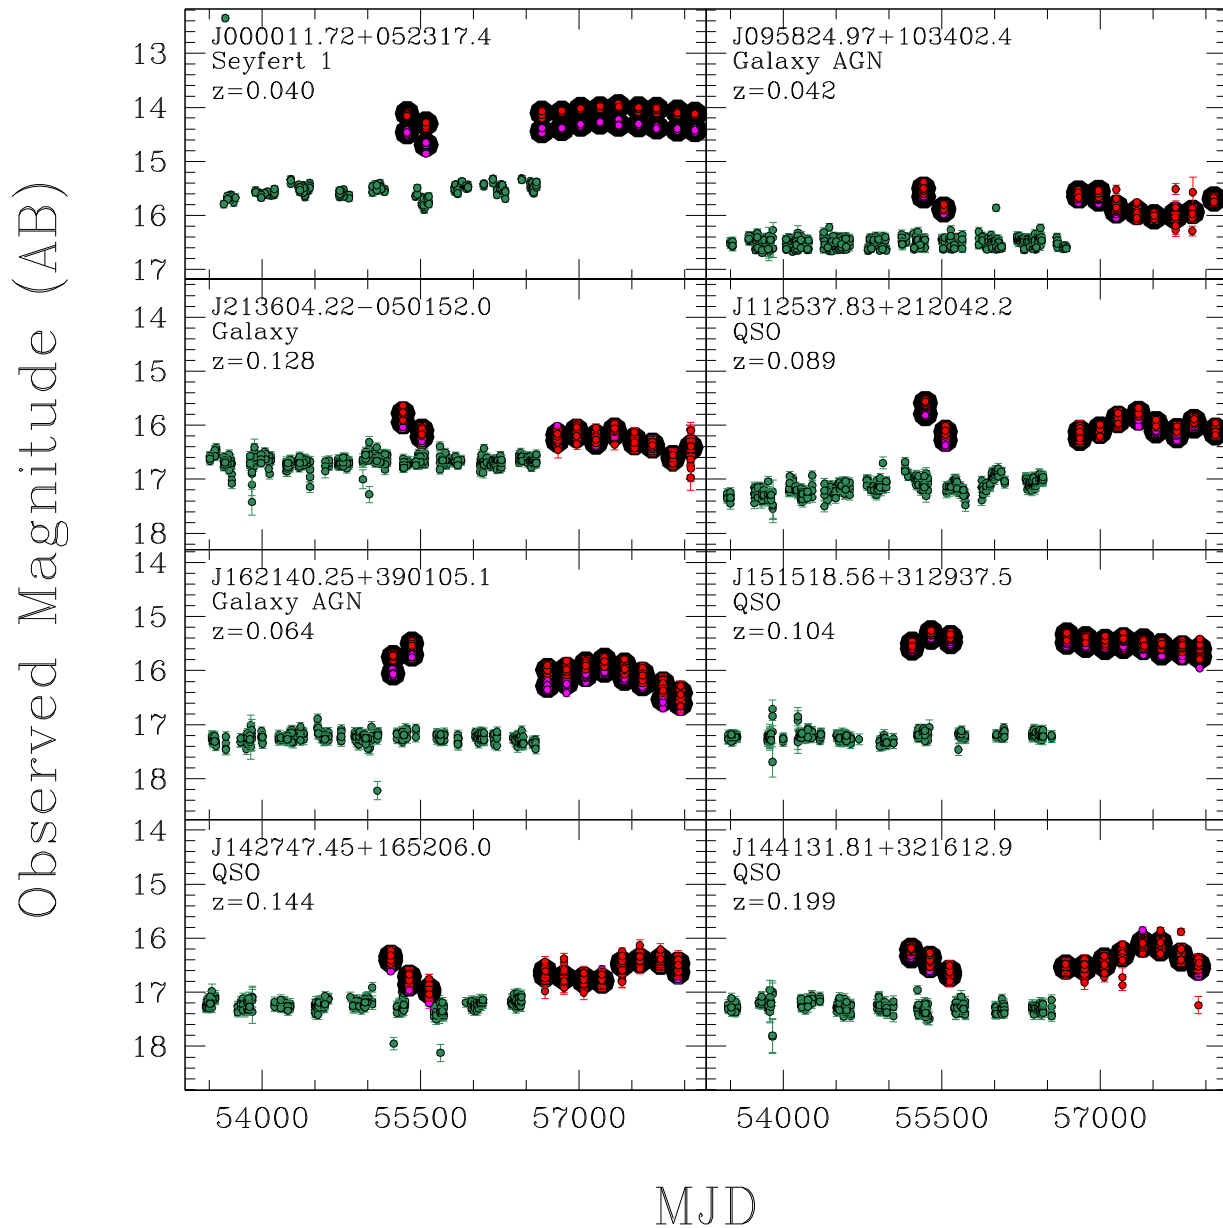 Observed Magnitude (AB)
13
14
15
16
17
J000011.72+052317.4
Seyfert 1
z=0.040
J095824.97+103402.4
Galaxy AGN
z=0.042
14
15
16
17
18
J213604.22−050152.0
Galaxy
z=0.128
J112537.83+212042.2
QSO
z=0.089
14
15
16
17
18
J162140.25+390105.1
Galaxy AGN
z=0.064
J151518.56+312937.5
QSO
z=0.104
14
15
16
17
18
J142747.45+165206.0
QSO
z=0.144
J144131.81+321612.9
QSO
z=0.199
54000 55500 57000 54000 55500 57000
MJD